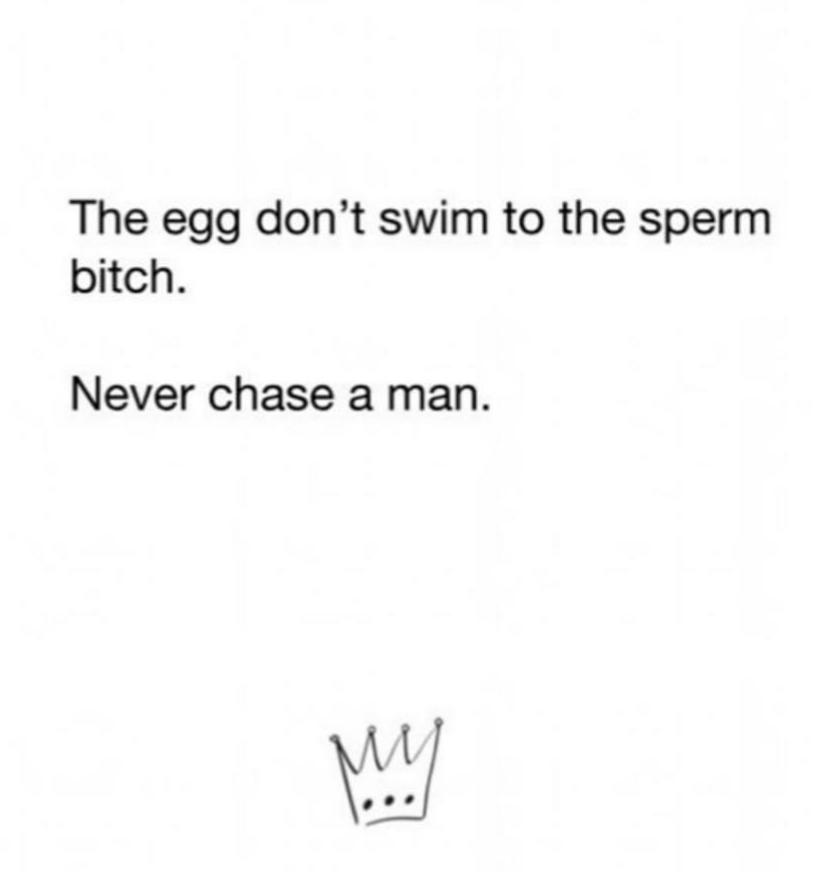 The egg don’t swim to the sperm
bitch.
Never chase a man.